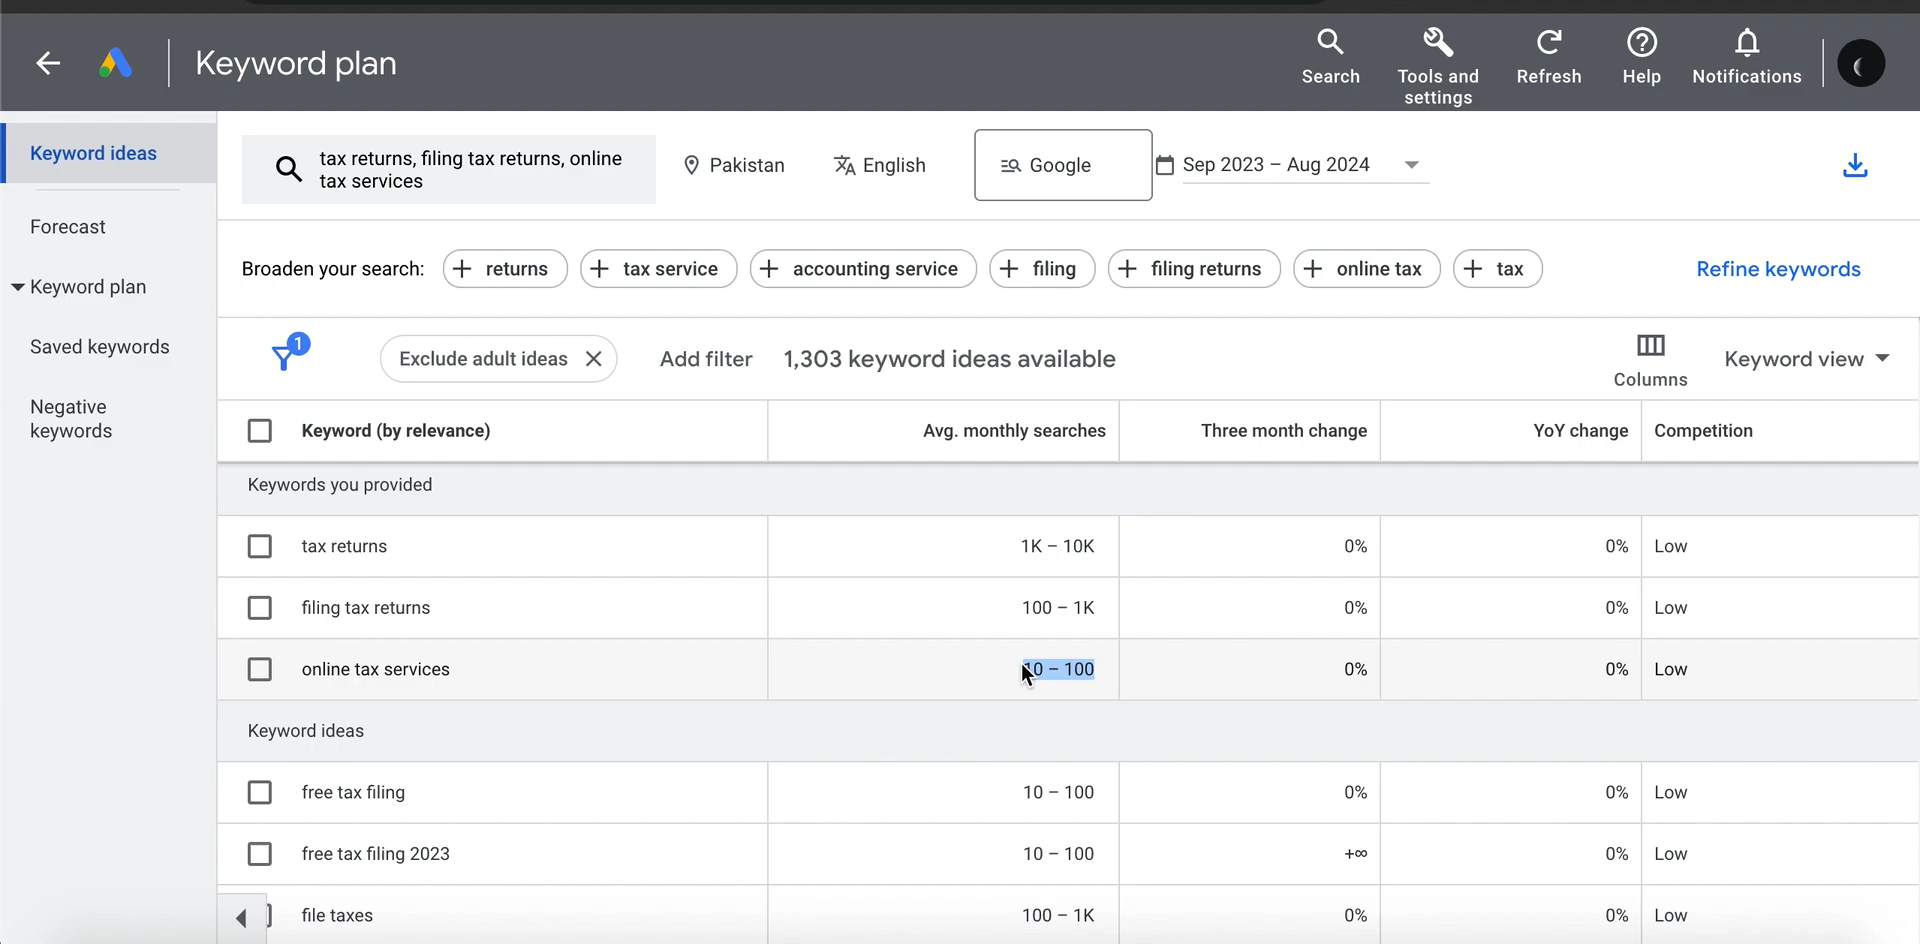 Keyword plan
Search
Tools and
settings
Refresh
Help
Notifications
Keyword ideas
Forecast
Keyword plan
Saved keywords
Negative
keywords
tax returns, filing tax returns, online
tax services
Pakistan
English
Google
Sep 2023 – Aug 2024
Broaden your search:
returns
tax service
accounting service
filing
filing returns
online tax
tax
Refine keywords
1
Exclude adult ideas
Add filter
1,303 keyword ideas available
Columns
Keyword view
Keyword (by relevance) Avg. monthly searches Three month change YoY change Competition
Keywords you provided
tax returns 1K – 10K 0% 0% Low
filing tax returns 100 – 1K 0% 0% Low
online tax services 10 – 100 0% 0% Low
Keyword ideas
free tax filing 10 – 100 0% 0% Low
free tax filing 2023 10 – 100 +∞ 0% Low
file taxes 100 – 1K 0% 0% Low